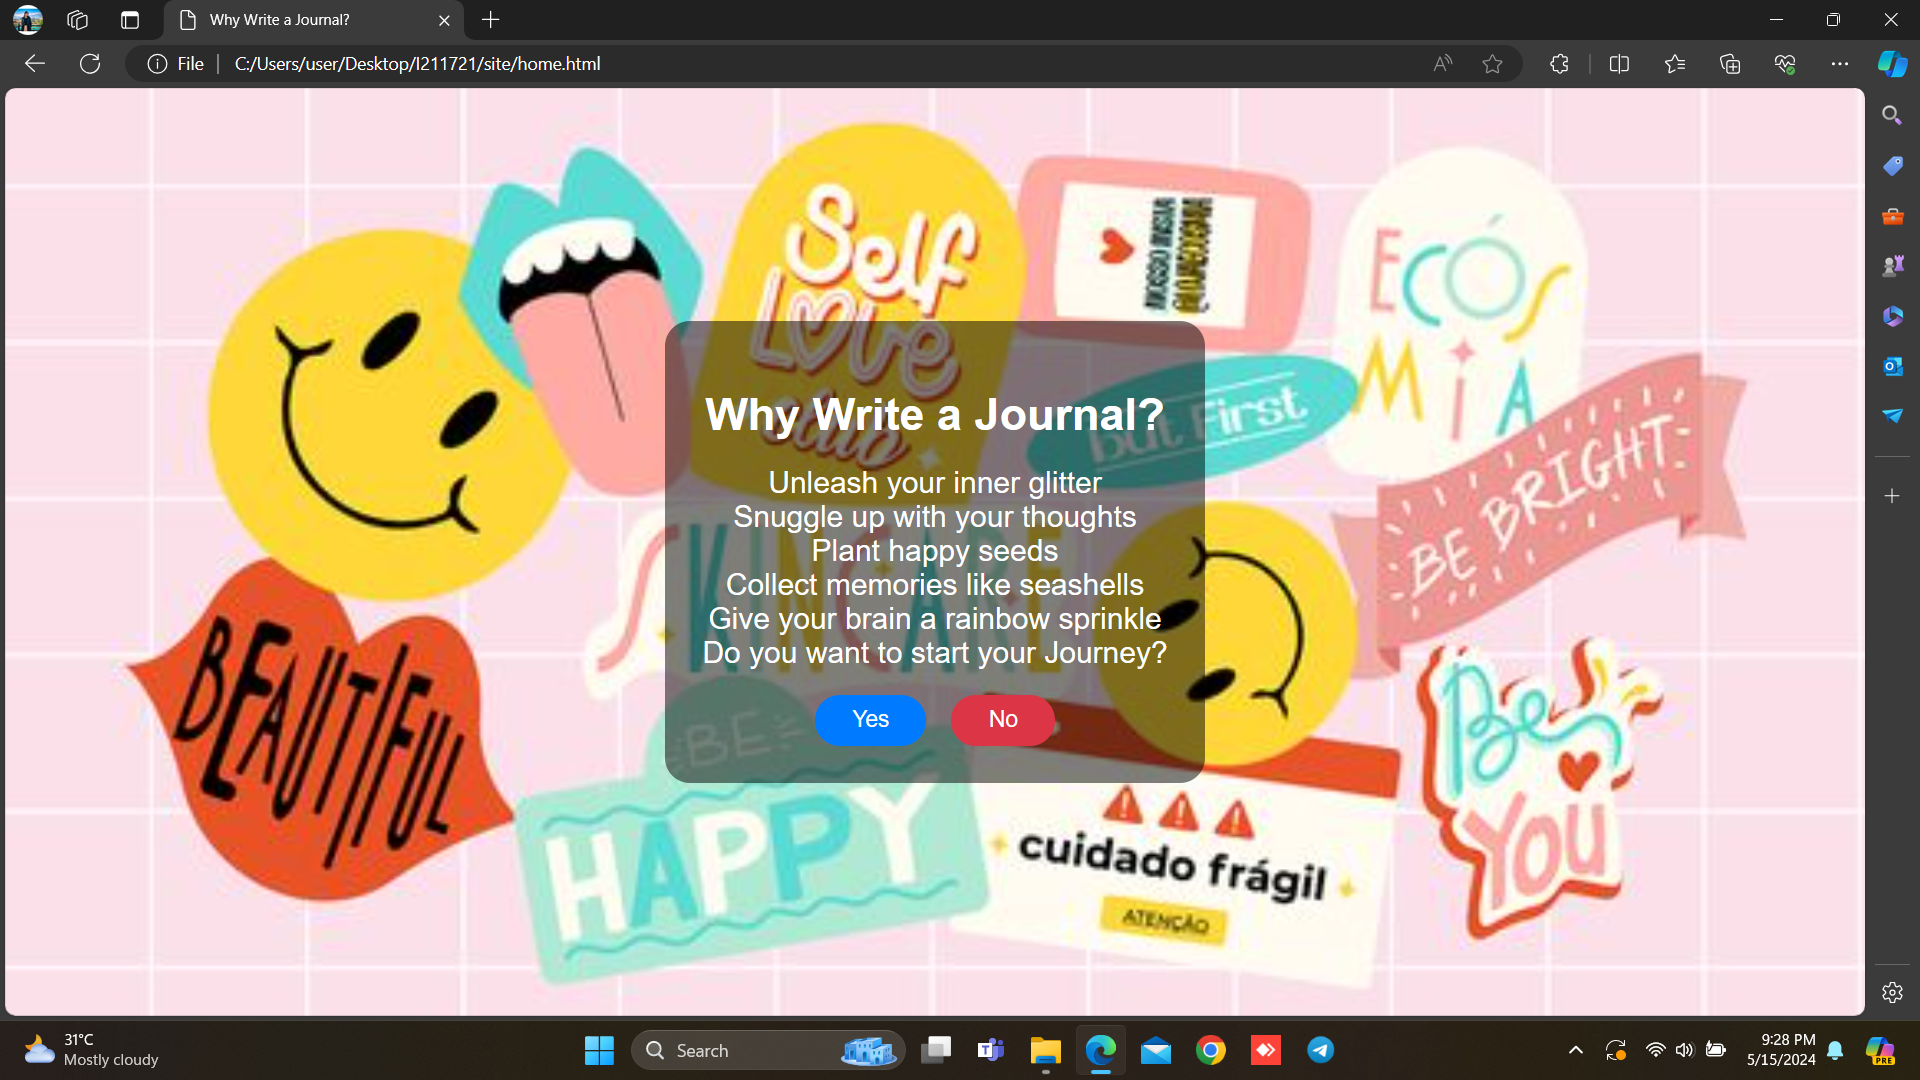 Why Write a Journal?
File
C:/Users/user/Desktop/I211721/site/home.html
Self
Love
club
But First
ECÓS
MIA
BE BRIGHT
Why Write a Journal?
Unleash your inner glitter
Snuggle up with your thoughts
Plant happy seeds
Collect memories like seashells
Give your brain a rainbow sprinkle
Do you want to start your Journey?
Yes
No
SKINCARE
BEAUTIFUL
BE
HAPPY
cuidado frágil
ATENÇÃO
Be
YOU
31°C
Mostly cloudy
Search
9:28 PM
5/15/2024
PRE